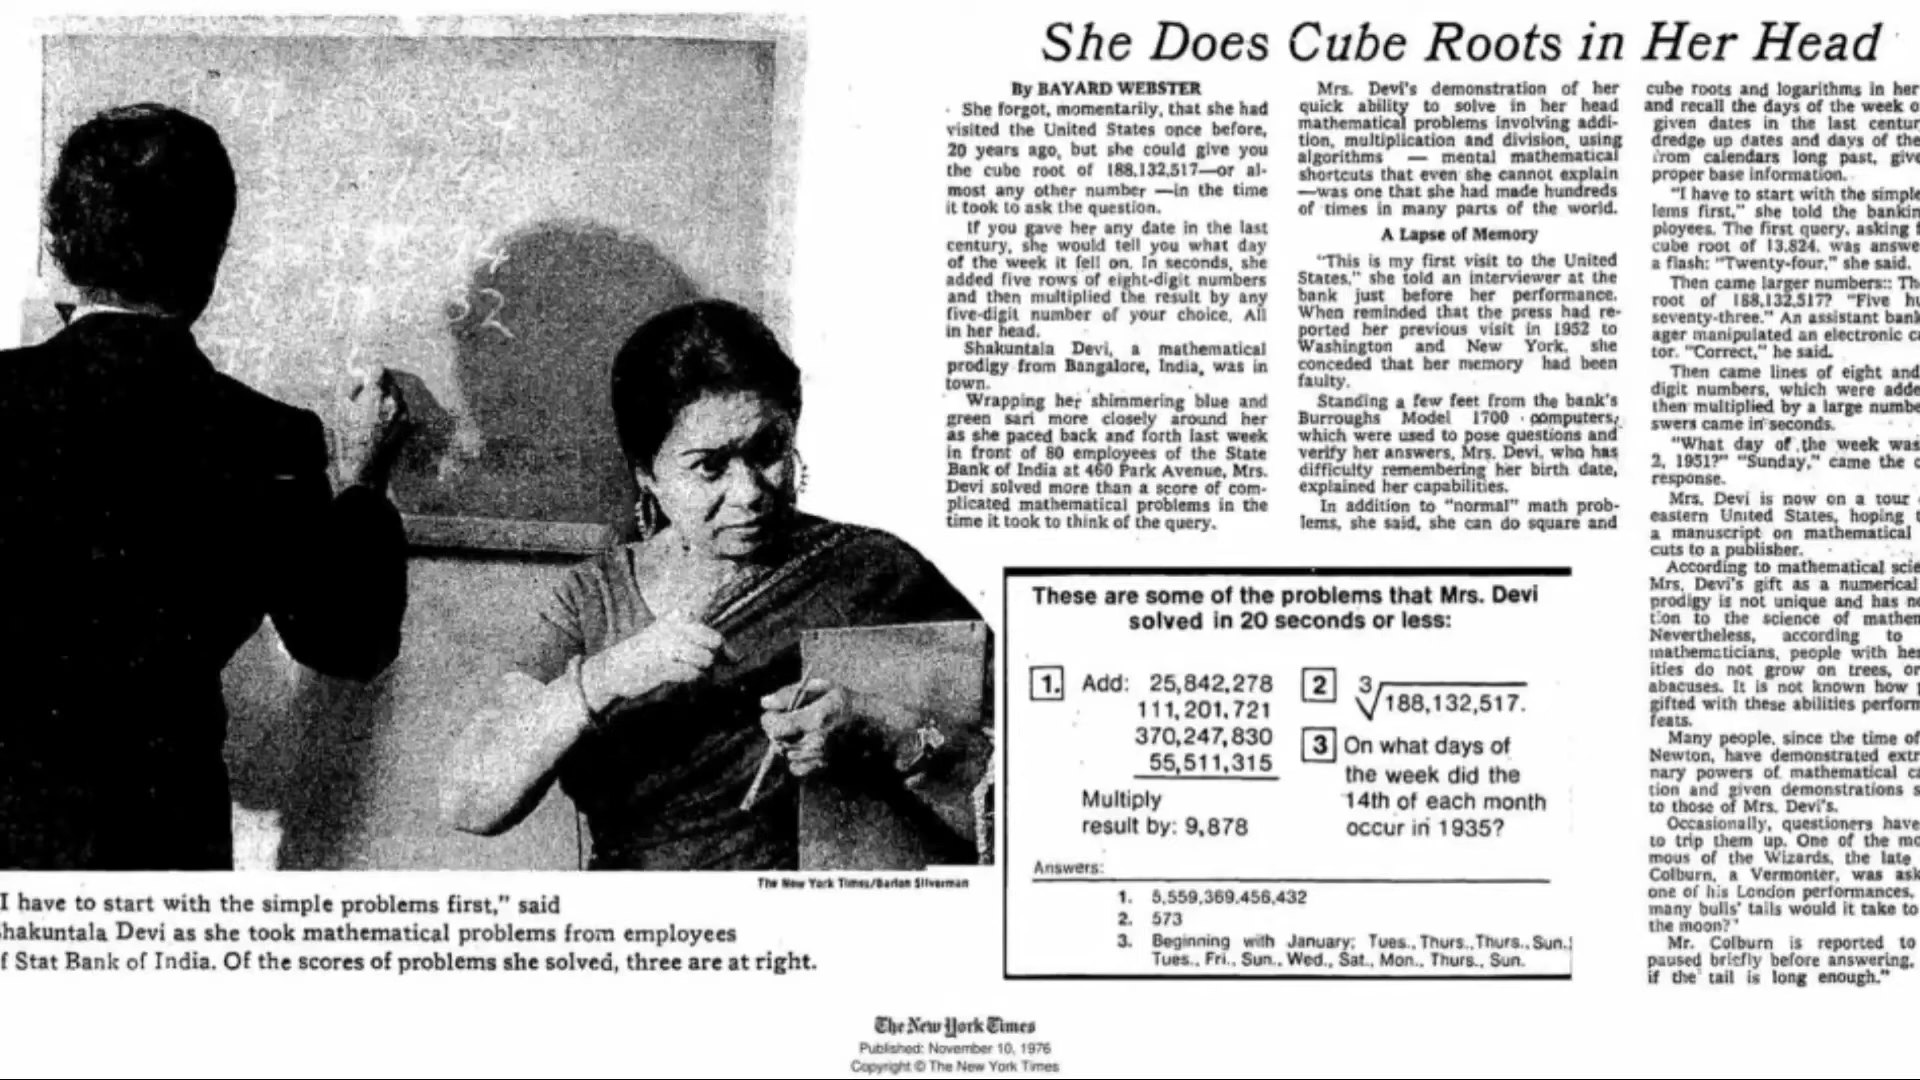 She Does Cube Roots in Her Head
By BAYARD WEBSTER
She forgot, momentarily, that she had
visited the United States once before,
20 years ago, but she could give you
the cube root of 188,132,517—or al-
most any other number —in the time
it took to ask the question.
If you gave her any date in the last
century, she would tell you what day
of the week it fell on. In seconds, she
added five rows of eight-digit numbers
and then multiplied the result by any
five-digit number of your choice. All
in her head.
Shakuntala Devi, a mathematical
prodigy from Bangalore, India, was in
town.
Wrapping her shimmering blue and
green sari more closely around her
as she paced back and forth last week
in front of 80 employees of the State
Bank of India at 460 Park Avenue, Mrs.
Devi solved more than a score of com-
plicated mathematical problems in the
time it took to think of the query.
Mrs. Devi's demonstration of her
quick ability to solve in her head
mathematical problems involving addi-
tion, multiplication and division, using
algorithms — mental mathematical
shortcuts that even she cannot explain
—was one that she had made hundreds
of times in many parts of the world.
A Lapse of Memory
"This is my first visit to the United
States," she told an interviewer at the
bank just before her performance.
When reminded that the press had re-
ported her previous visit in 1952 to
Washington and New York, she
conceded that her memory had been
faulty.
Standing a few feet from the bank's
Burroughs Model 1700 computers,
which were used to pose questions and
verify her answers, Mrs. Devi, who has
difficulty remembering her birth date,
explained her capabilities.
In addition to "normal" math prob-
lems, she said, she can do square and
cube roots and logarithms in her
and recall the days of the week o
given dates in the last centur
dredge up dates and days of the
from calendars long past, give
proper base information.
"I have to start with the simple
lems first," she told the bankin
ployees. The first query, asking
cube root of 13,824, was answe
a flash: "Twenty-four," she said.
Then came larger numbers:: Th
root of 188,132,517? "Five hu
seventy-three." An assistant bank
ager manipulated an electronic c
tor. "Correct," he said.
Then came lines of eight and
digit numbers, which were adde
then multiplied by a large numbe
swers came in seconds.
"What day of the week was
2, 1951?" "Sunday," came the
response.
Mrs. Devi is now on a tour
eastern United States, hoping t
a manuscript on mathematical
cuts to a publisher.
According to mathematical scie
Mrs. Devi's gift as a numerical
prodigy is not unique and has n
tion to the science of mathem
Nevertheless, according to
mathematicians, people with her
ities do not grow on trees, or
abacuses. It is not known how
gifted with these abilities perform
feats.
Many people, since the time of
Newton, have demonstrated extr
nary powers of mathematical c
tion and given demonstrations s
to those of Mrs. Devi's.
Occasionally, questioners have
to trip them up. One of the mo
mous of the Wizards, the late
Colburn, a Vermonter, was ask
one of his London performances,
many bulls' tails would it take to
the moon?"
Mr. Colburn is reported to
paused briefly before answering,
if the tail is long enough."
These are some of the problems that Mrs. Devi
solved in 20 seconds or less:
1. Add: 25,842,278
111,201,721
370,247,830
55,511,315
Multiply
result by: 9,878
2 3√188,132,517.
3 On what days of
the week did the
14th of each month
occur in 1935?
Answers:
1. 5,559,369,456,432
2. 573
3. Beginning with January; Tues., Thurs., Thurs., Sun.
Tues., Fri., Sun., Wed., Sat., Mon., Thurs., Sun.
The New York Times/Barton Silverman
I have to start with the simple problems first," said
hakuntala Devi as she took mathematical problems from employees
f Stat Bank of India. Of the scores of problems she solved, three are at right.
The New York Times
Published: November 10, 1976
Copyright © The New York Times